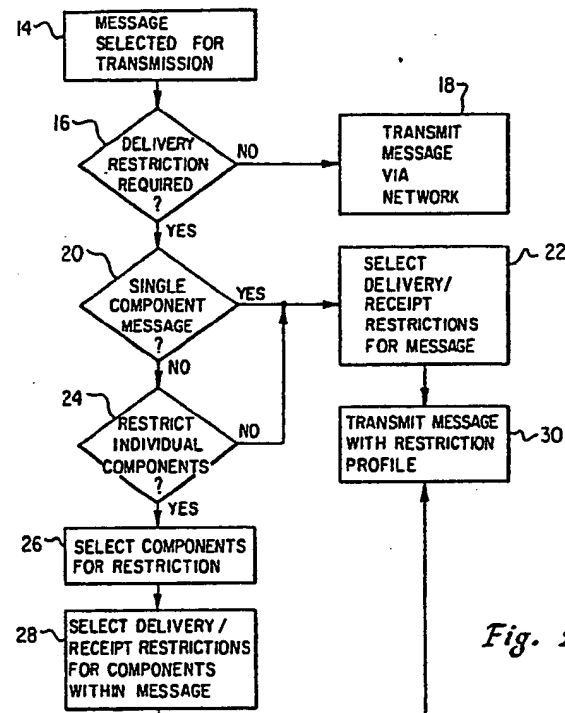 14
MESSAGE
SELECTED FOR
TRANSMISSION
16
DELIVERY
RESTRICTION
REQUIRED
?
NO
YES
18
TRANSMIT
MESSAGE
VIA
NETWORK
20
SINGLE
COMPONENT
MESSAGE
?
YES
NO
22
SELECT
DELIVERY/
RECEIPT
RESTRICTIONS
FOR MESSAGE
24
RESTRICT
INDIVIDUAL
COMPONENTS
?
NO
YES
TRANSMIT MESSAGE
WITH RESTRICTION
PROFILE
30
26
SELECT COMPONENTS
FOR RESTRICTION
28
SELECT DELIVERY/
RECEIPT RESTRICTIONS
FOR COMPONENTS
WITHIN MESSAGE
Fig.